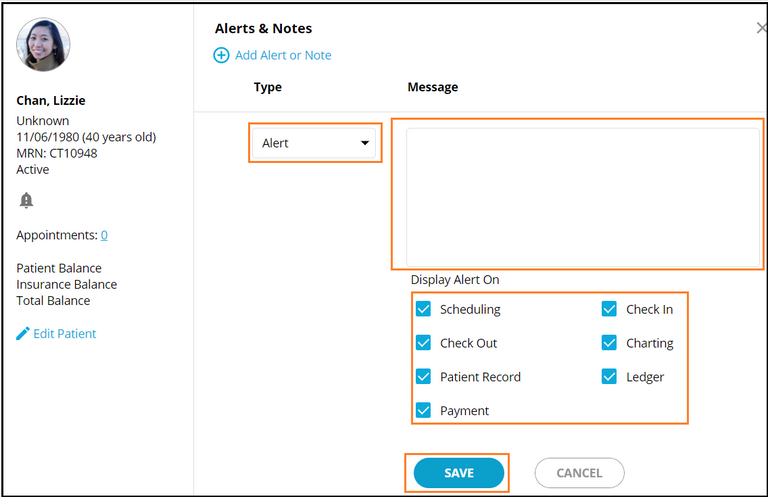 Alerts & Notes
Add Alert or Note
Type Message
Chan, Lizzie
Unknown
11/06/1980 (40 years old)
MRN: CT10948
Active
Appointments: 0
Patient Balance
Insurance Balance
Total Balance
Edit Patient
Alert
Display Alert On
Scheduling Check In
Check Out Charting
Patient Record Ledger
Payment
SAVE CANCEL